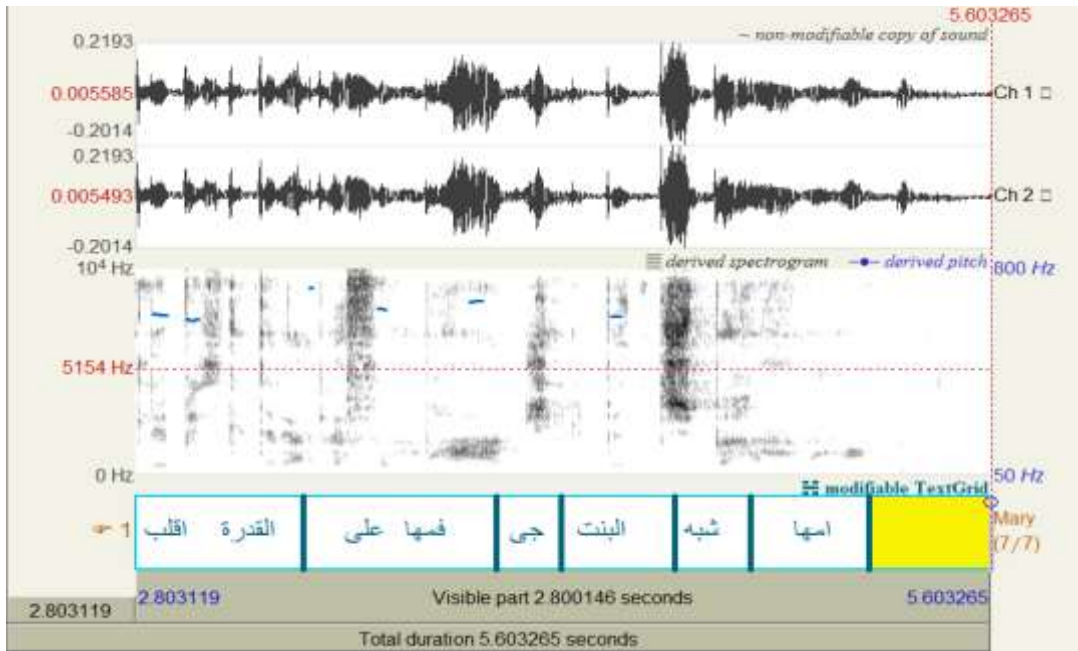 5.603265
~ non-modifiable copy of sound
0.2193
0.005585
-0.2014
Ch 1
0.2193
0.005493
-0.2014
Ch 2
derived spectrogram derived pitch
10⁴ Hz
800 Hz
5154 Hz
0 Hz
50 Hz
modifiable TextGrid
1
القدرة اقلب
فمها على
جى
البنت
شبه
امها
Mary
(7/7)
2.803119 Visible part 2.800146 seconds 5.603265
2.803119
Total duration 5.603265 seconds